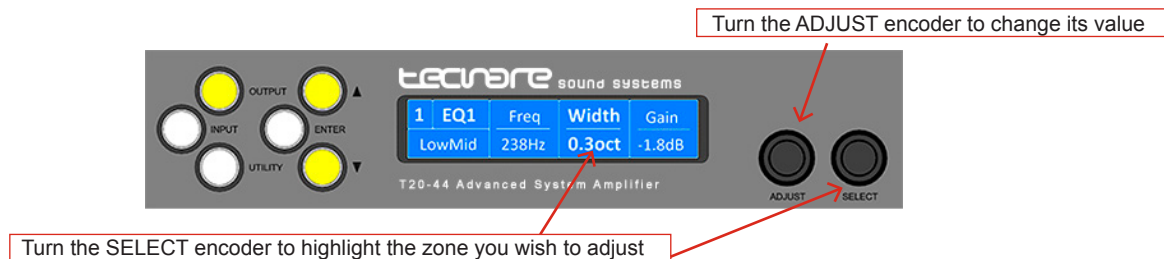 Turn the ADJUST encoder to change its value
tecnare sound systems
OUTPUT ▲
INPUT ENTER
UTILITY ▼
1 EQ1 Freq Width Gain
LowMid 238Hz 0.3oct -1.8dB
T20-44 Advanced System Amplifier
ADJUST SELECT
Turn the SELECT encoder to highlight the zone you wish to adjust